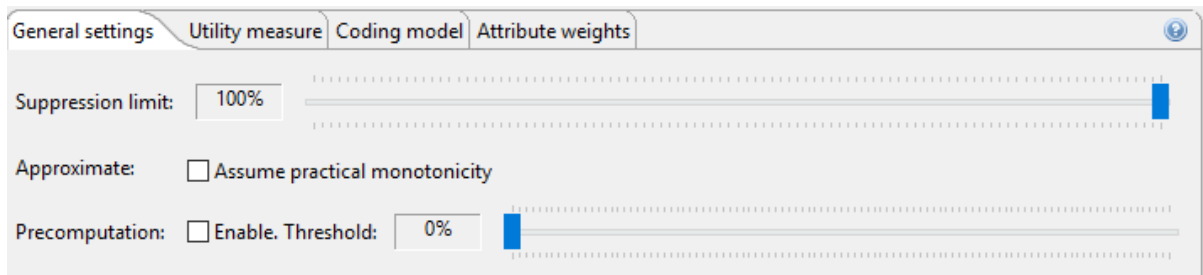 General settings Utility measure Coding model Attribute weights ?
Suppression limit: 100%
Approximate: Assume practical monotonicity
Precomputation: Enable. Threshold: 0%